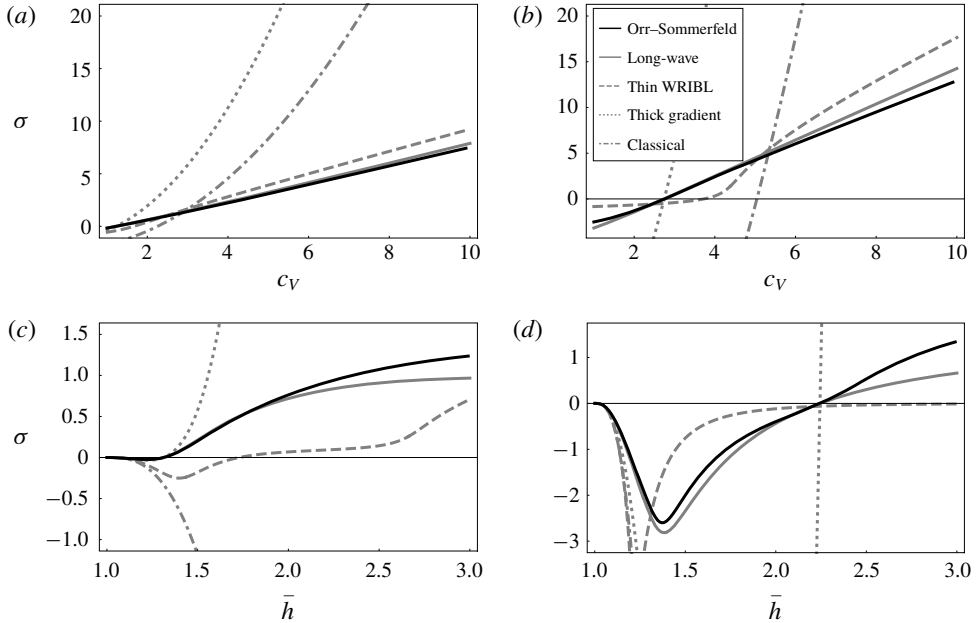 (a)
20
15
10
5
0
σ
2
4
6
8
10
c_V
(b)
20
15
10
5
0
2
4
6
8
10
c_V
Orr–Sommerfeld
Long-wave
Thin WRIBL
Thick gradient
Classical
(c)
1.5
1.0
0.5
0
−0.5
−1.0
σ
1.0
1.5
2.0
2.5
3.0
h̄
(d)
1
0
−1
−2
−3
1.0
1.5
2.0
2.5
3.0
h̄